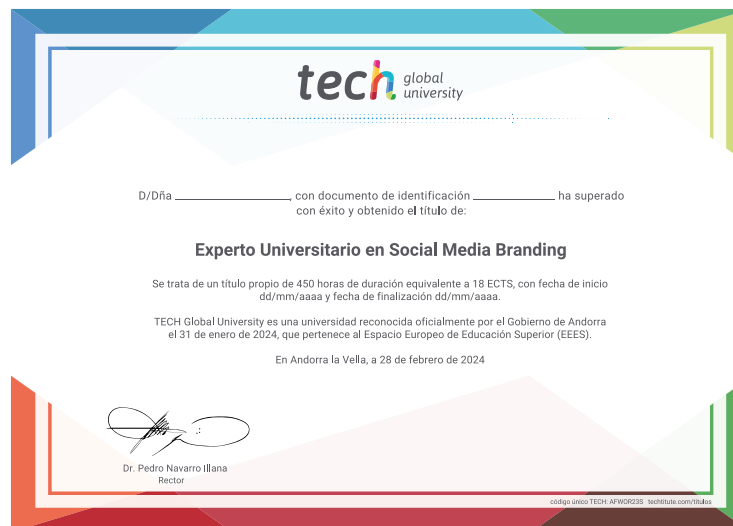 tech global university
D/Dña ____________________, con documento de identificación ______________ ha superado
con éxito y obtenido el título de:
Experto Universitario en Social Media Branding
Se trata de un título propio de 450 horas de duración equivalente a 18 ECTS, con fecha de inicio
dd/mm/aaaa y fecha de finalización dd/mm/aaaa.
TECH Global University es una universidad reconocida oficialmente por el Gobierno de Andorra
el 31 de enero de 2024, que pertenece al Espacio Europeo de Educación Superior (EEES).
En Andorra la Vella, a 28 de febrero de 2024
Dr. Pedro Navarro Illana
Rector
código único TECH: AFWOR23S techtitute.com/titulos